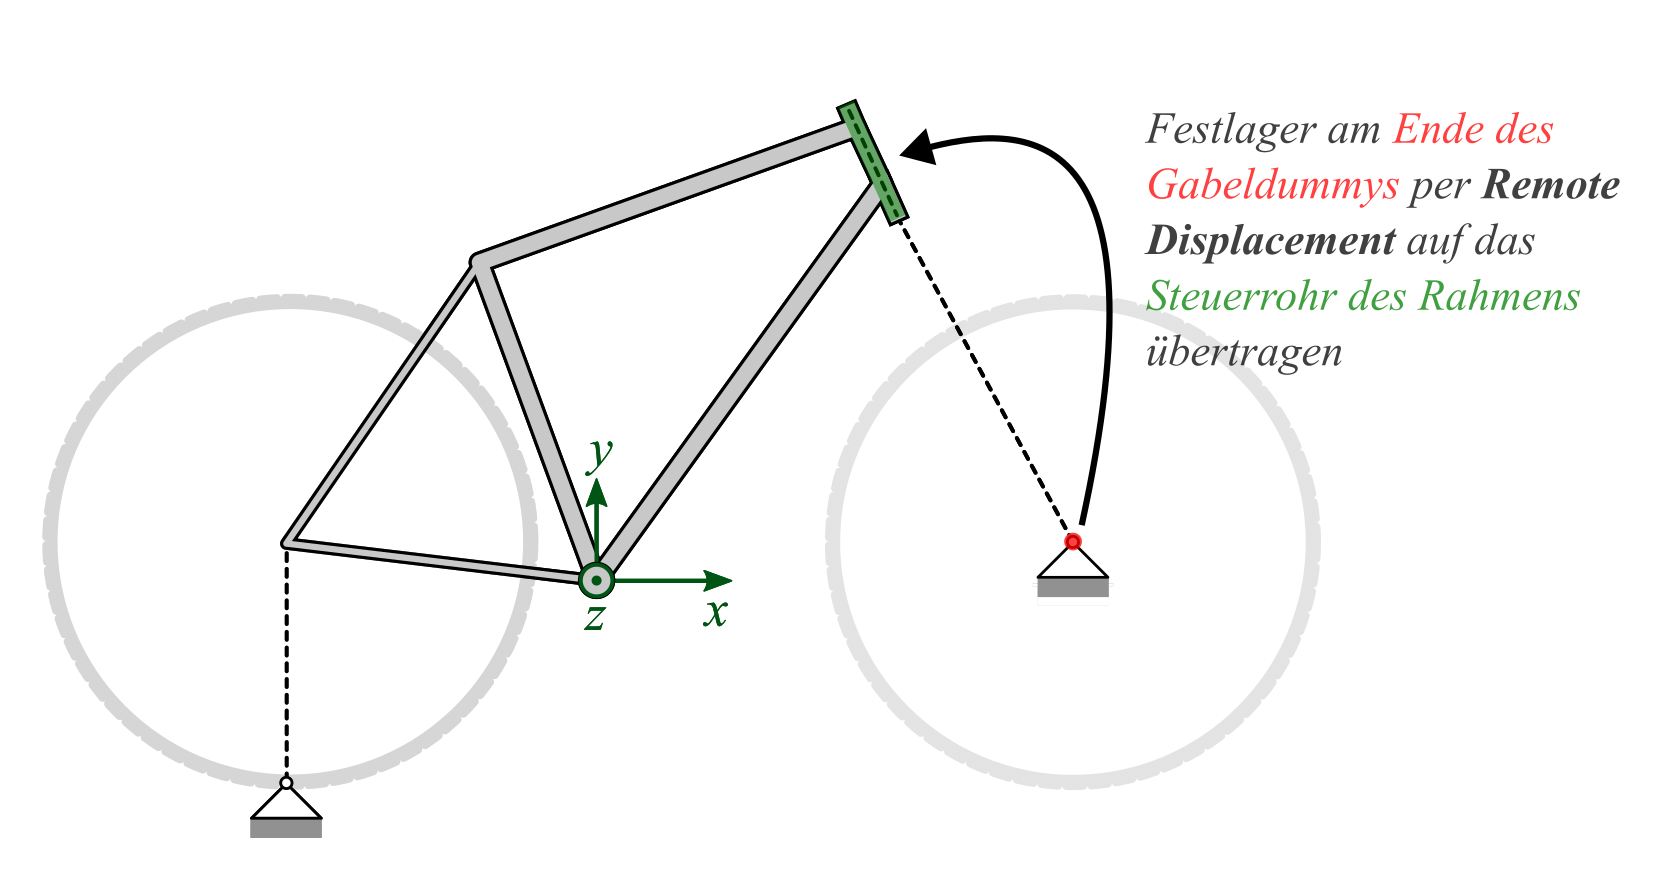 Festlager am Ende des
Gabeldummys per Remote
Displacement auf das
Steuerrohr des Rahmens
übertragen
y
z
x